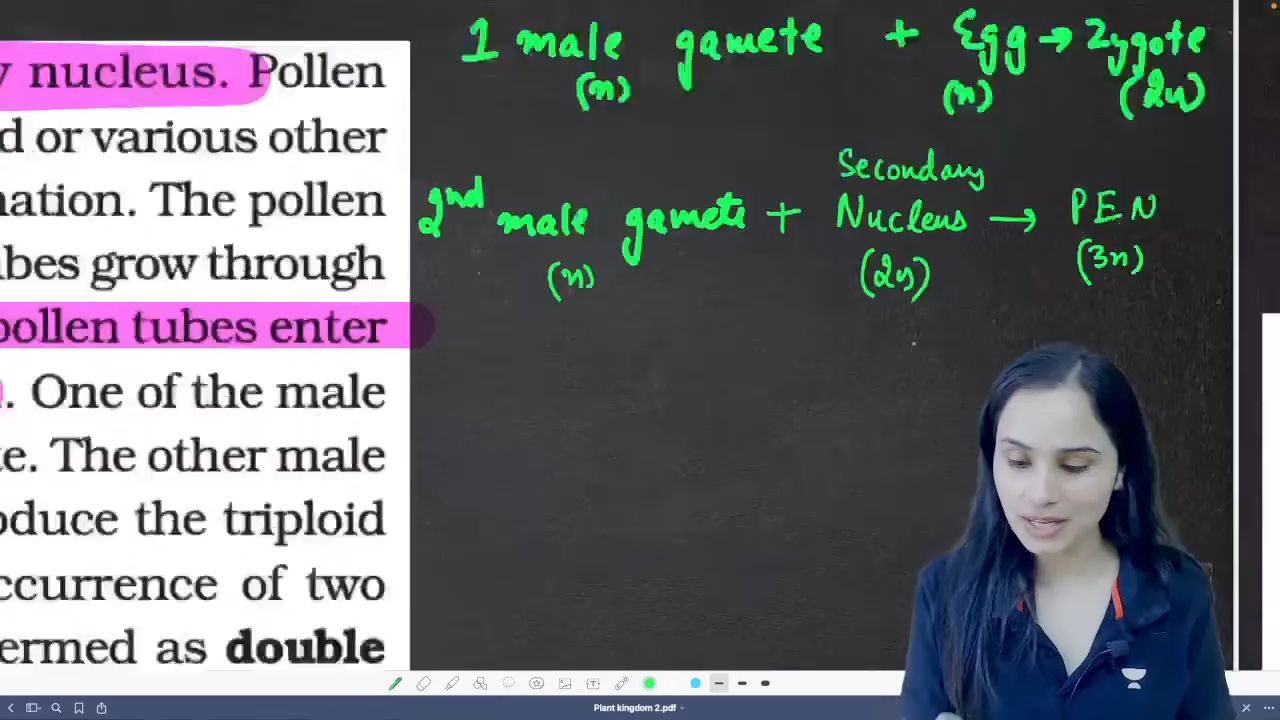 y nucleus. Pollen
d or various other
nation. The pollen
ubes grow through
pollen tubes enter
. One of the male
te. The other male
oduce the triploid
ccurrence of two
ermed as double
1 male gamete + Egg → Zygote
(n) (n) (2n)
Secondary
2nd male gamete + Nucleus → PEN
(n) (2n) (3n)
Plant kingdom 2.pdf